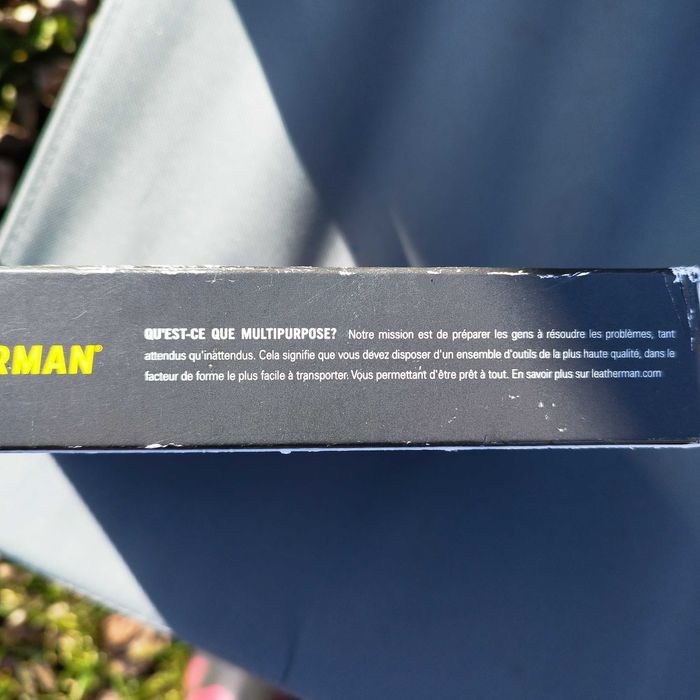 RMAN®
QU'EST-CE QUE MULTIPURPOSE? Notre mission est de préparer les gens à résoudre les problèmes, tant
attendus qu'inattendus. Cela signifie que vous devez disposer d'un ensemble d'outils de la plus haute qualité, dans le
facteur de forme le plus facile à transporter. Vous permettant d'être prêt à tout. En savoir plus sur leatherman.com